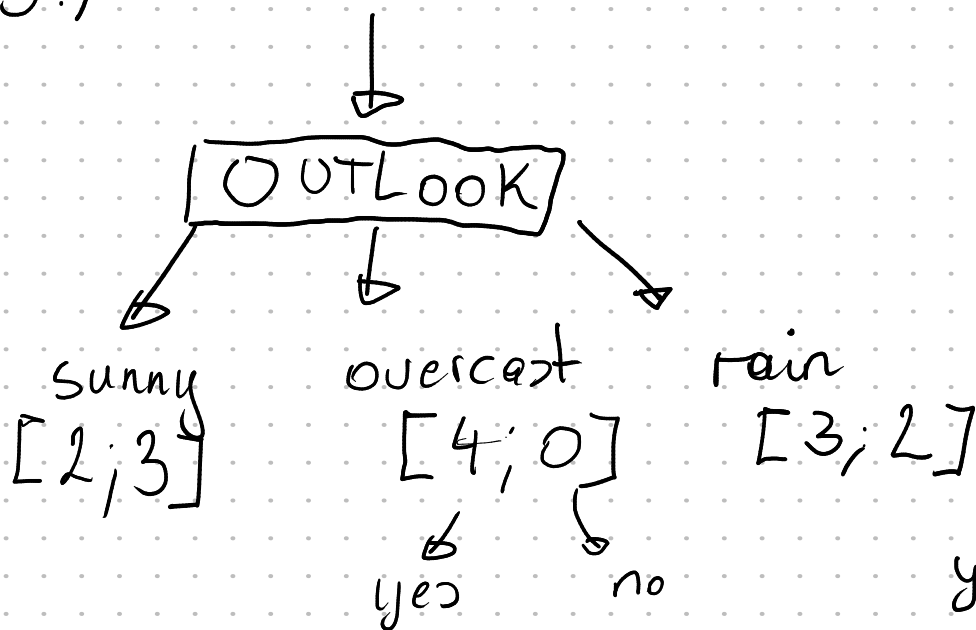 OUTLOOK
sunny overcast rain
[2;3] [4;0] [3;2]
yes no y